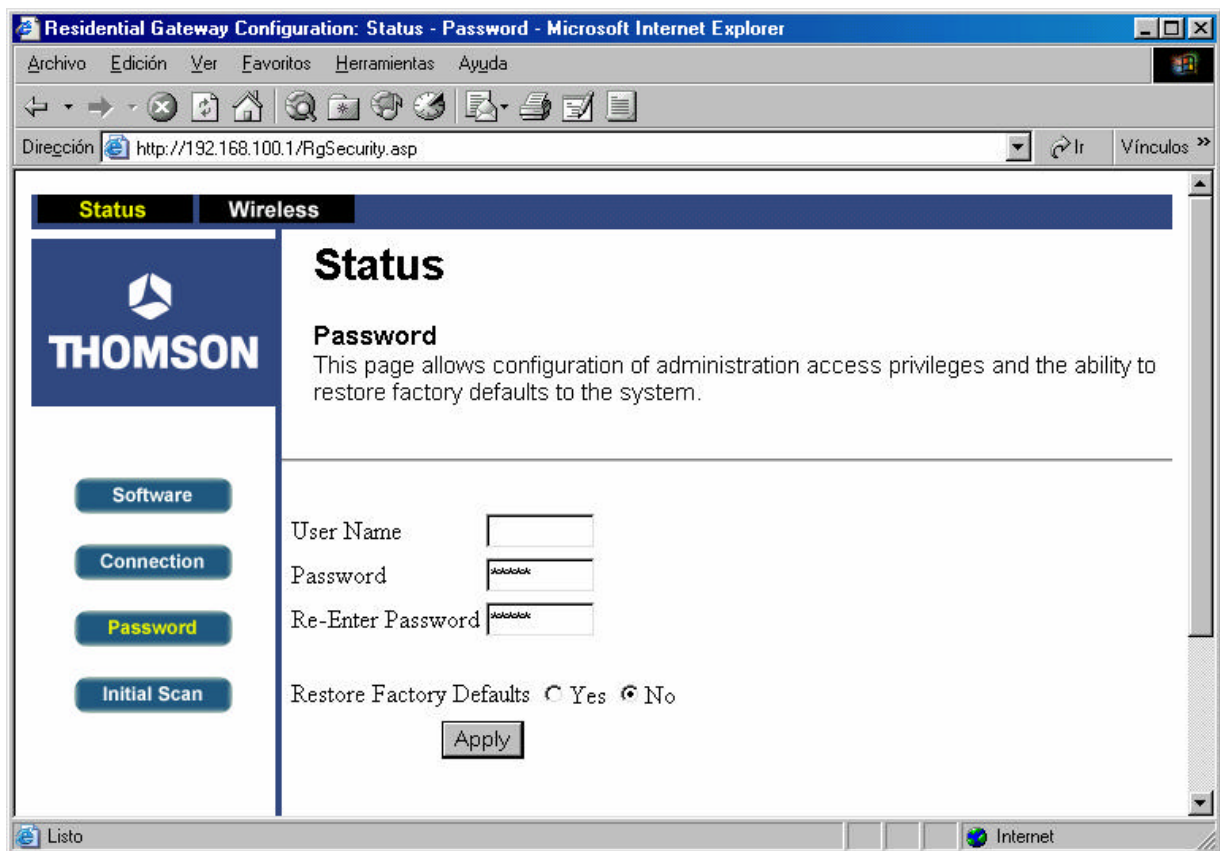 Residential Gateway Configuration: Status - Password - Microsoft Internet Explorer
Archivo Edición Ver Favoritos Herramientas Ayuda
Dirección http://192.168.100.1/RgSecurity.asp Ir Vínculos »
Status Wireless
THOMSON
Status
Password
This page allows configuration of administration access privileges and the ability to
restore factory defaults to the system.
Software
Connection
Password
Initial Scan
User Name
Password ******
Re-Enter Password ******
Restore Factory Defaults Yes No
Apply
Listo Internet